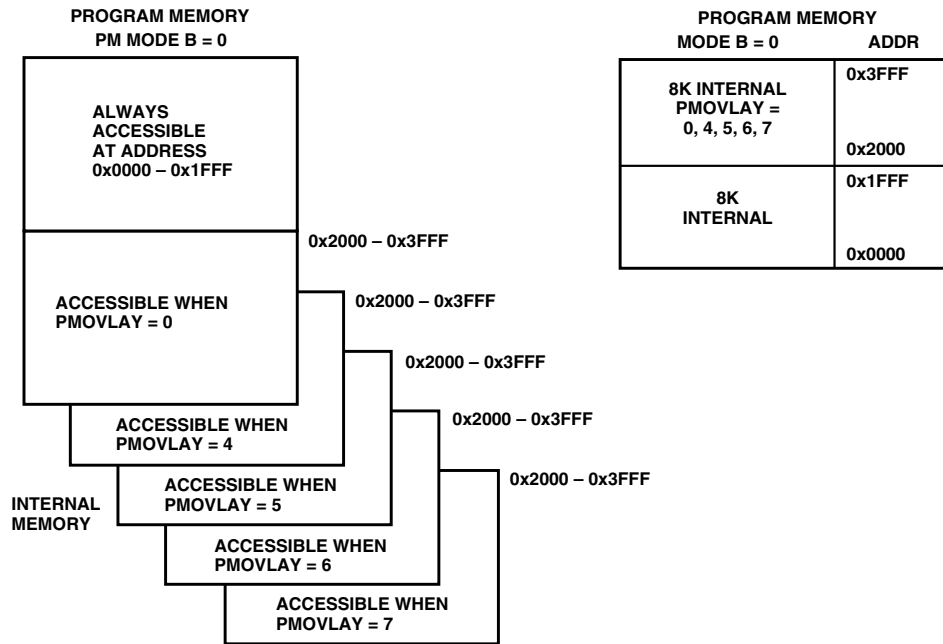 PROGRAM MEMORY
PM MODE B = 0
ALWAYS
ACCESSIBLE
AT ADDRESS
0x0000 – 0x1FFF
0x2000 – 0x3FFF
ACCESSIBLE WHEN
PMOVLAY = 0
0x2000 – 0x3FFF
0x2000 – 0x3FFF
ACCESSIBLE WHEN
PMOVLAY = 4
0x2000 – 0x3FFF
0x2000 – 0x3FFF
INTERNAL
MEMORY
ACCESSIBLE WHEN
PMOVLAY = 5
ACCESSIBLE WHEN
PMOVLAY = 6
ACCESSIBLE WHEN
PMOVLAY = 7
PROGRAM MEMORY
MODE B = 0 ADDR
8K INTERNAL
PMOVLAY =
0, 4, 5, 6, 7
0x3FFF
0x2000
8K
INTERNAL
0x1FFF
0x0000